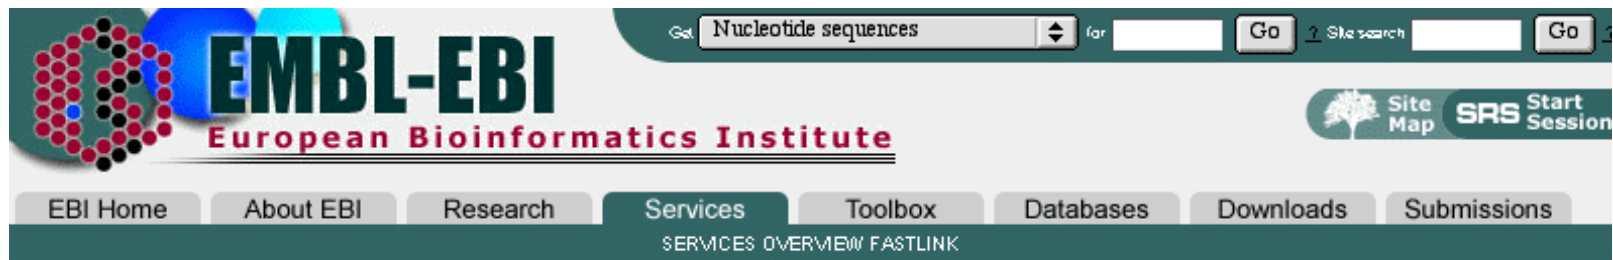 Get Nucleotide sequences for Go ? Site search Go ?
EMBL-EBI
European Bioinformatics Institute
Site Map SRS Start Session
EBI Home About EBI Research Services Toolbox Databases Downloads Submissions
SERVICES OVERVIEW FASTLINK